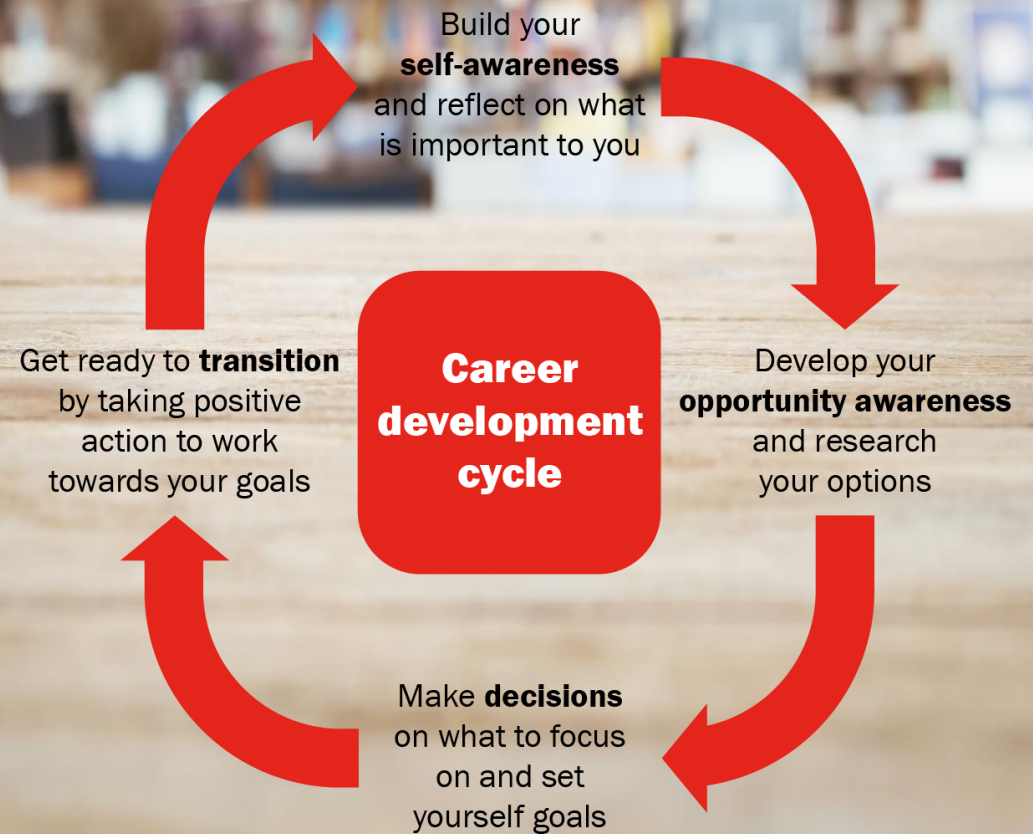 Build your
self-awareness
and reflect on what
is important to you
Get ready to transition
by taking positive
action to work
towards your goals
Career
development
cycle
Develop your
opportunity awareness
and research
your options
Make decisions
on what to focus
on and set
yourself goals